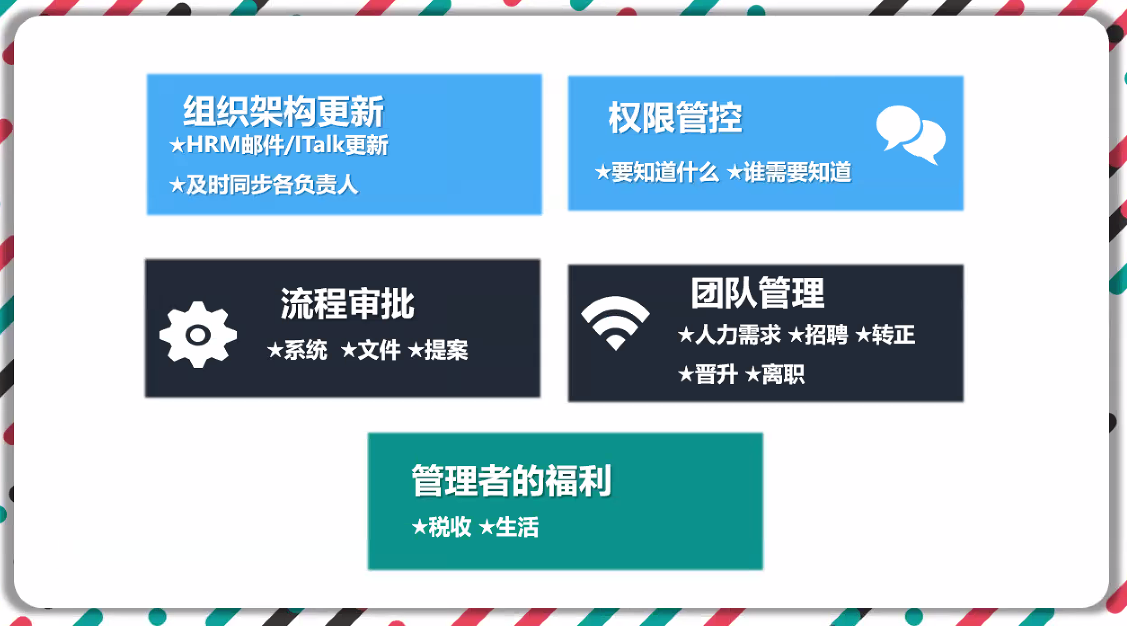 组织架构更新
★HRM邮件/ITalk更新
★及时同步各负责人
权限管控
★要知道什么 ★谁需要知道
流程审批
★系统 ★文件 ★提案
团队管理
★人力需求 ★招聘 ★转正
★晋升 ★离职
管理者的福利
★税收 ★生活